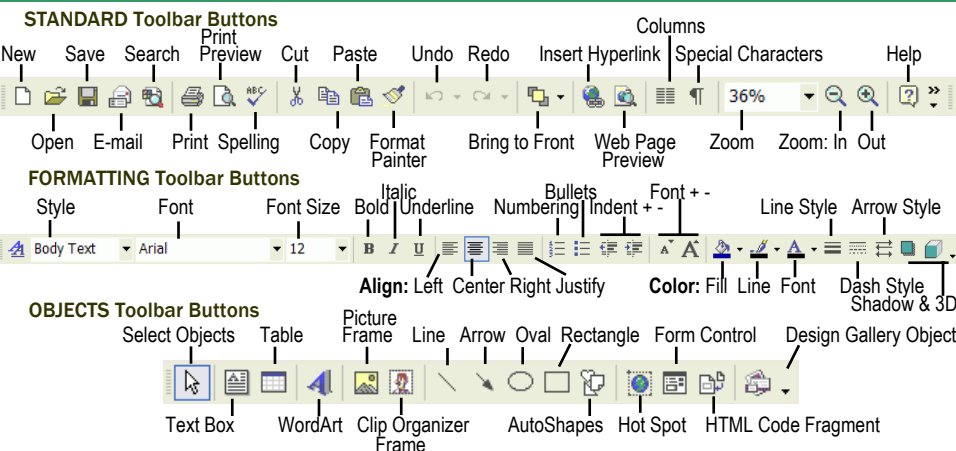 STANDARD Toolbar Buttons
Columns
Print
New Save Search Preview Cut Paste Undo Redo Insert Hyperlink Special Characters Help
ABC 36%
Open E-mail Print Spelling Copy Format Bring to Front Web Page Zoom Zoom: In Out
Painter Preview
FORMATTING Toolbar Buttons
Italic Bullets Font + -
Style Font Font Size Bold Underline Numbering Indent + - Line Style Arrow Style
A Body Text Arial 12 B I U A A A
Align: Left Center Right Justify Color: Fill Line Font Dash Style
Shadow & 3D
OBJECTS Toolbar Buttons
Picture
Select Objects Table Frame Line Arrow Oval Rectangle Form Control Design Gallery Object
A A
Text Box WordArt Clip Organizer AutoShapes Hot Spot HTML Code Fragment
Frame